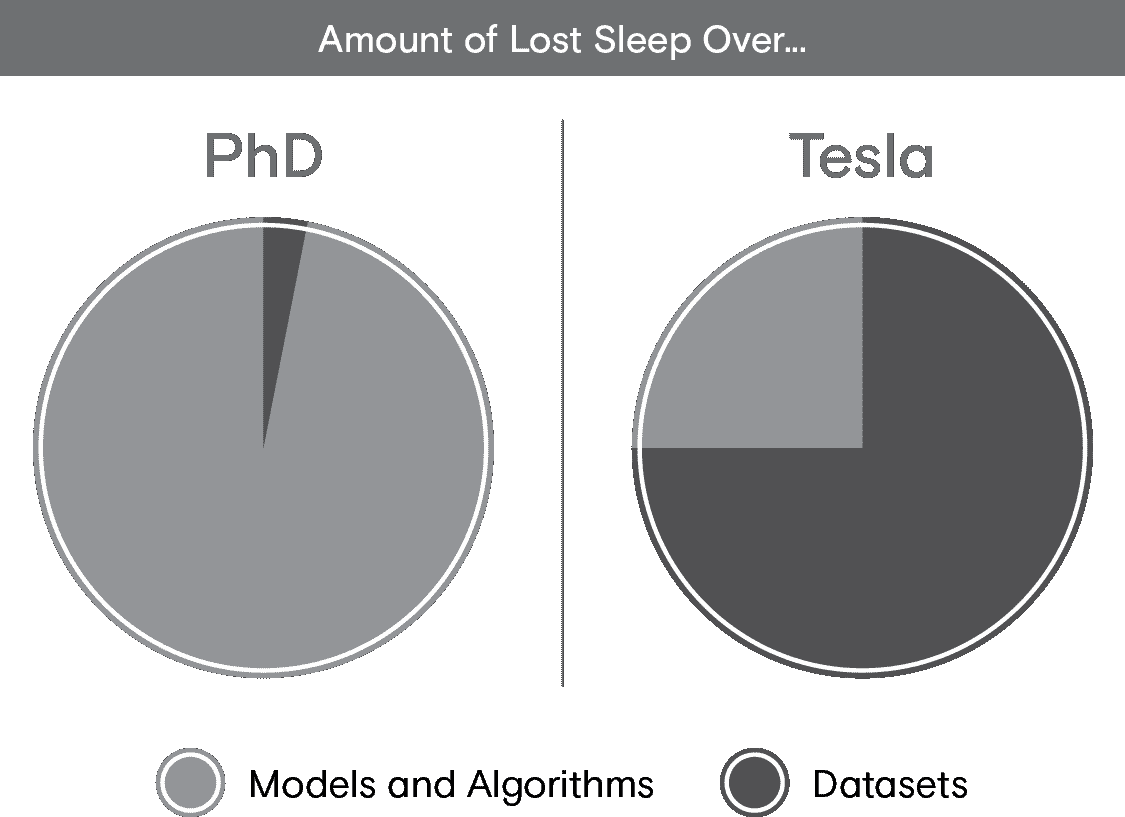 Amount of Lost Sleep Over...
PhD
Tesla
Models and Algorithms
Datasets